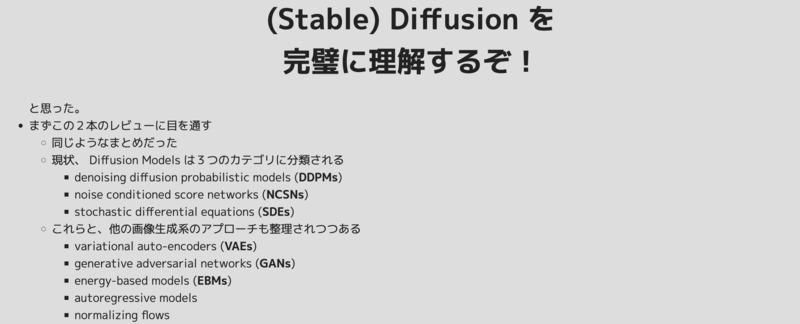 (Stable) Diffusion を
完璧に理解するぞ！
と思った。
• まずこの２本のレビューに目を通す
◦ 同じようなまとめだった
◦ 現状、 Diffusion Models は３つのカテゴリに分類される
▪ denoising diffusion probabilistic models (DDPMs)
▪ noise conditioned score networks (NCSNs)
▪ stochastic differential equations (SDEs)
◦ これらと、他の画像生成系のアプローチも整理されつつある
▪ variational auto-encoders (VAEs)
▪ generative adversarial networks (GANs)
▪ energy-based models (EBMs)
▪ autoregressive models
▪ normalizing flows